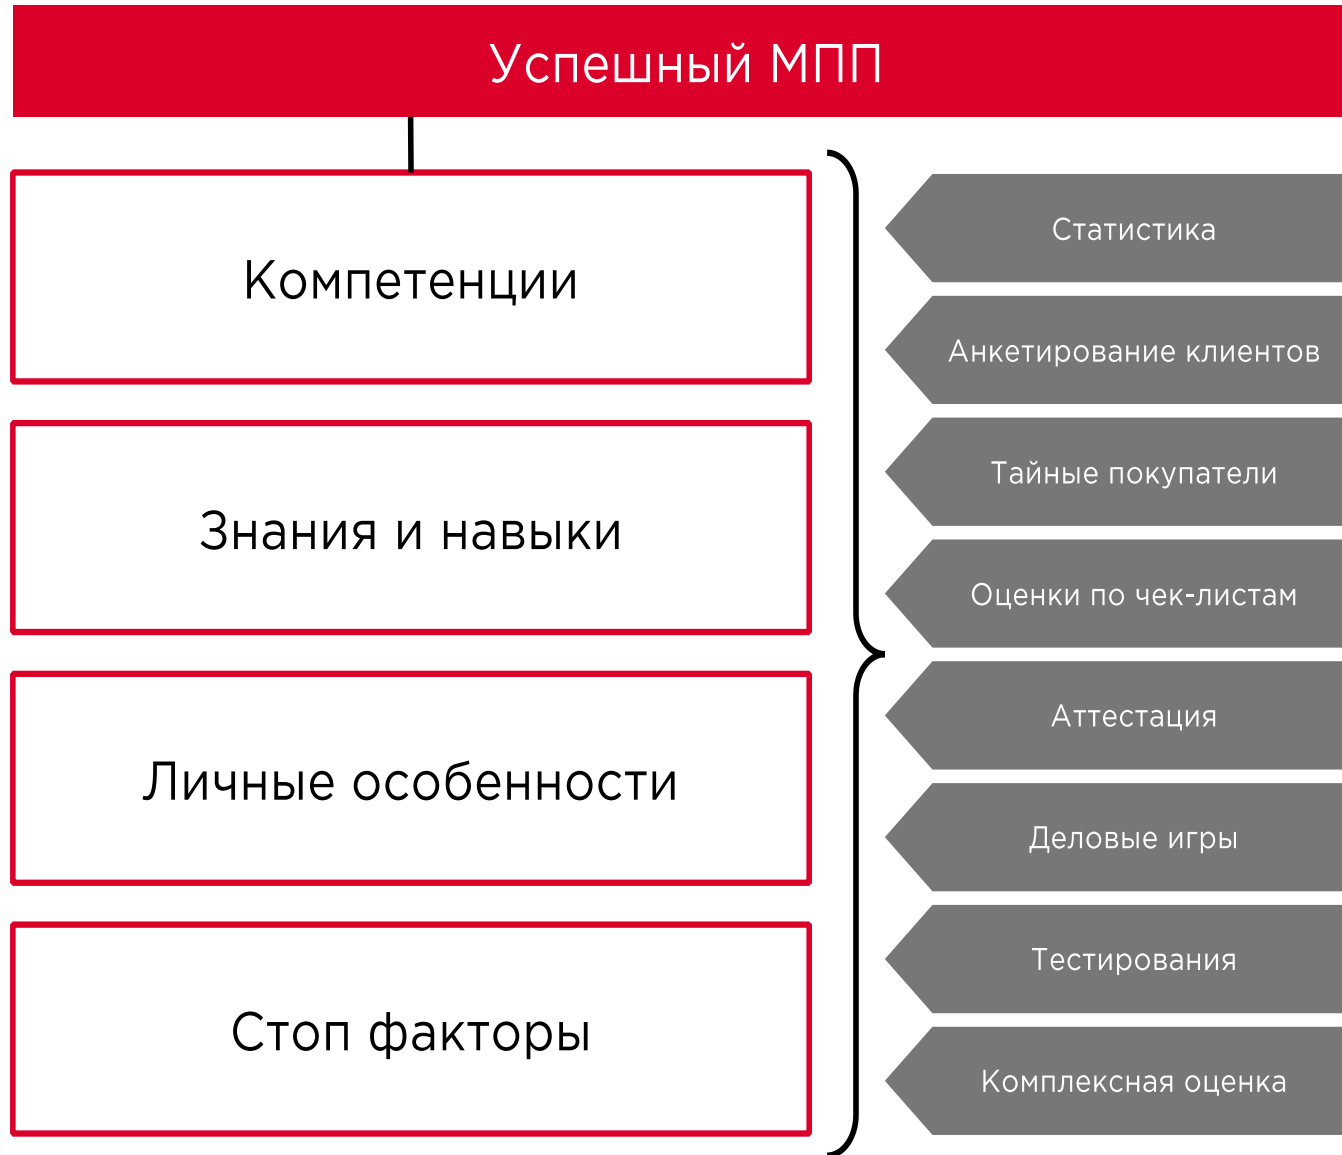 Успешный МПП
Компетенции
Знания и навыки
Личные особенности
Стоп факторы
Статистика
Анкетирование клиентов
Тайные покупатели
Оценки по чек-листам
Аттестация
Деловые игры
Тестирования
Комплексная оценка